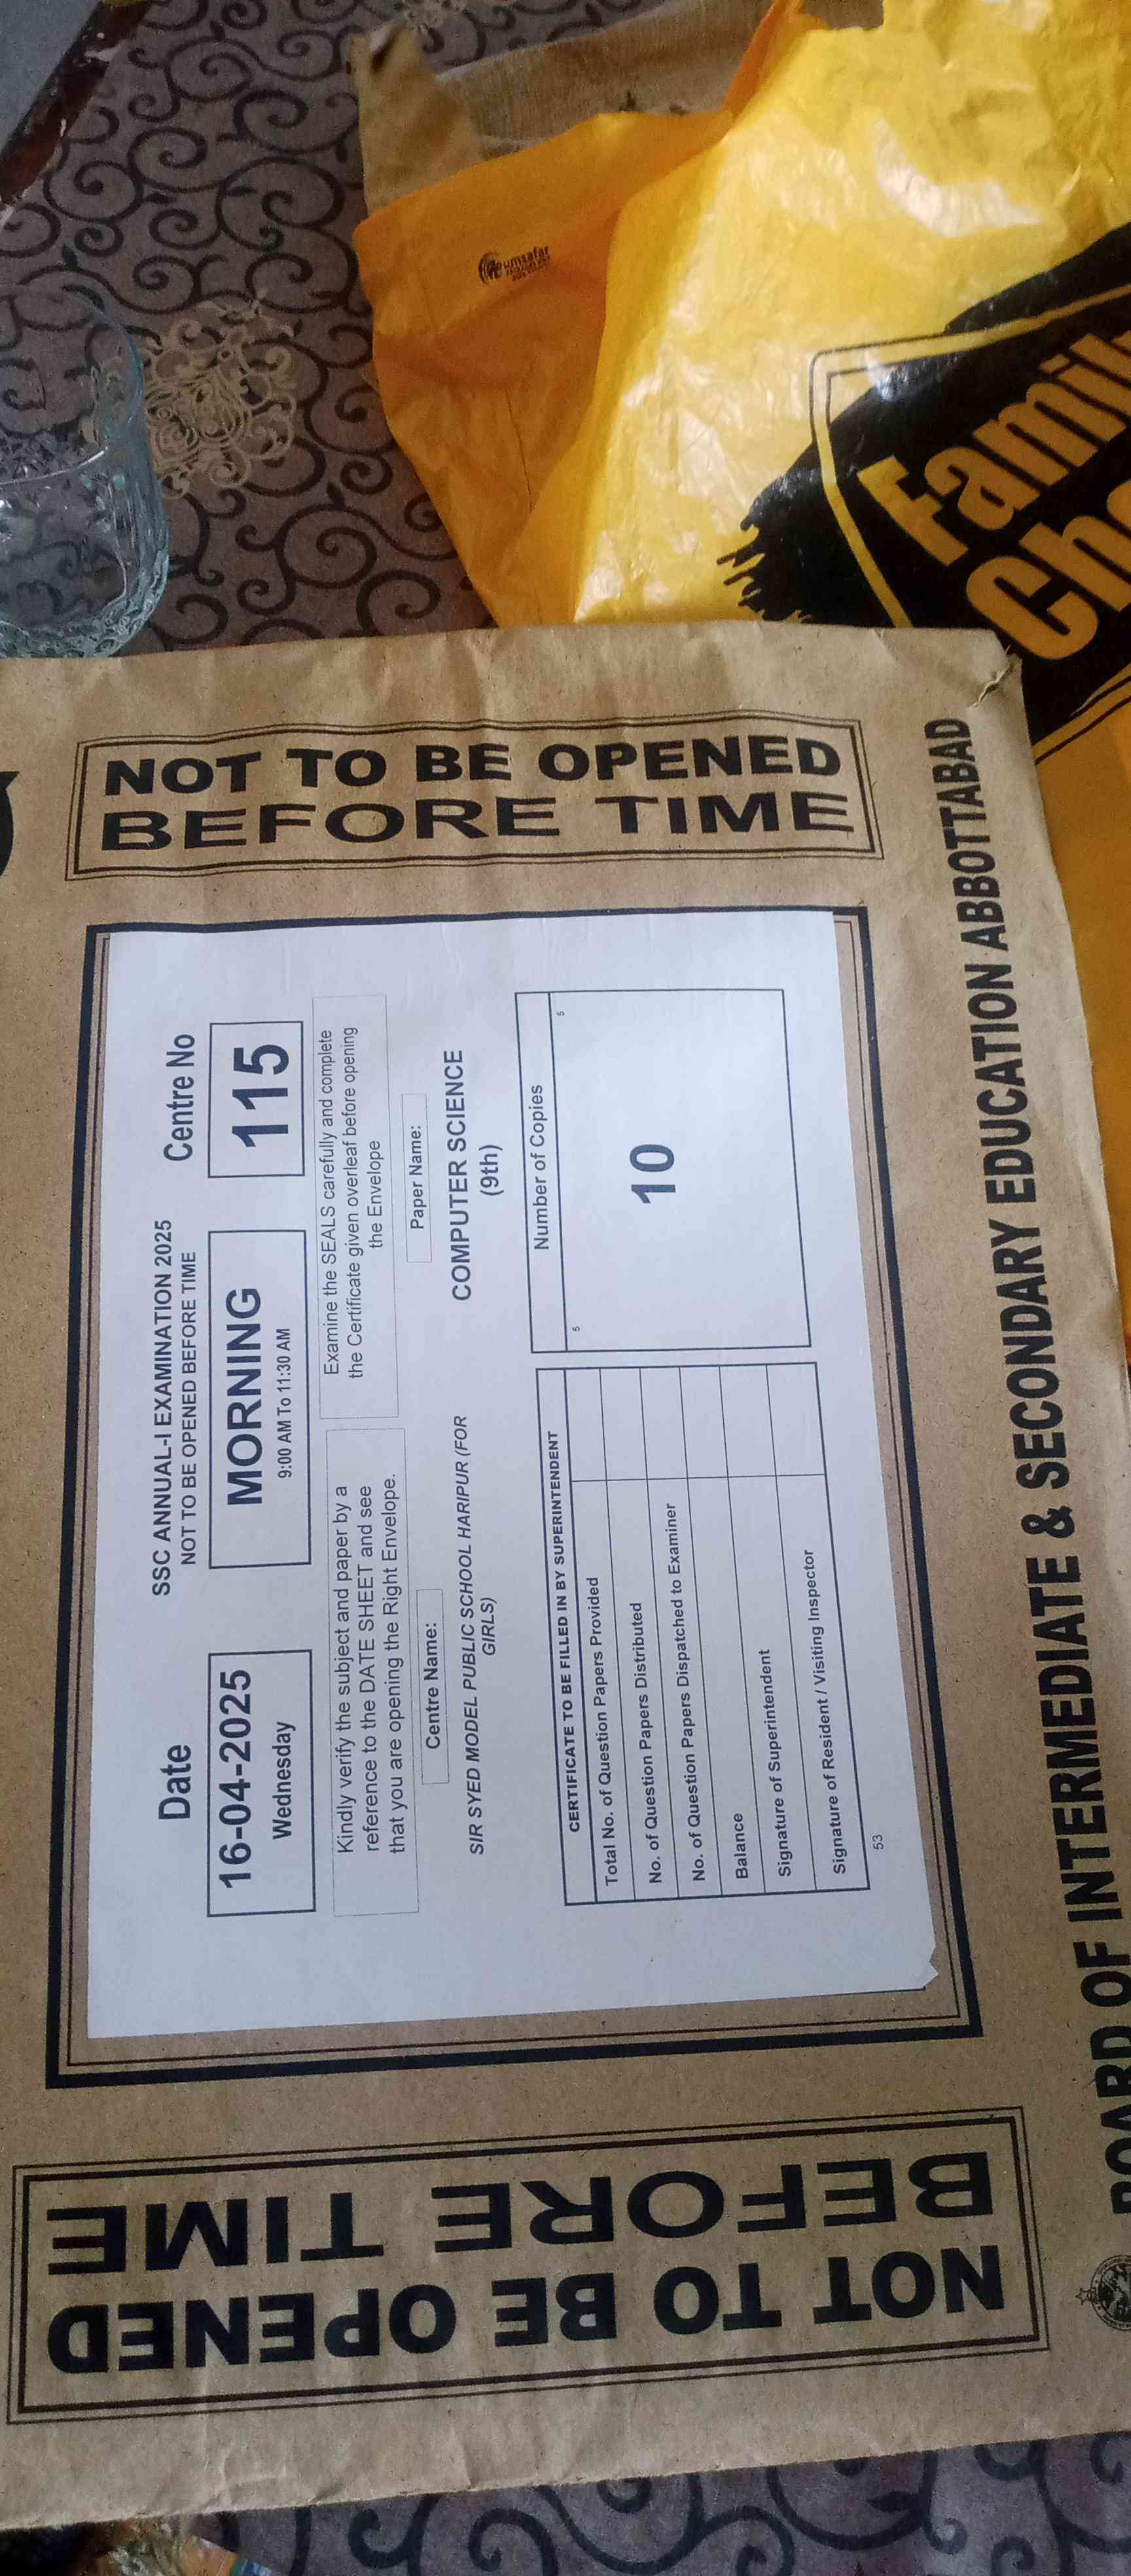 umsafar
Family
NOT TO BE OPENED
BEFORE TIME
SSC ANNUAL-I EXAMINATION 2025
NOT TO BE OPENED BEFORE TIME
Date
16-04-2025
Wednesday
MORNING
9:00 AM To 11:30 AM
Centre No
115
Kindly verify the subject and paper by a
reference to the DATE SHEET and see
that you are opening the Right Envelope.
Examine the SEALS carefully and complete
the Certificate given overleaf before opening
the Envelope
Centre Name:
SIR SYED MODEL PUBLIC SCHOOL HARIPUR (FOR
GIRLS)
Paper Name:
COMPUTER SCIENCE
(9th)
CERTIFICATE TO BE FILLED IN BY SUPERINTENDENT
Total No. of Question Papers Provided
No. of Question Papers Distributed
No. of Question Papers Dispatched to Examiner
Balance
Signature of Superintendent
Signature of Resident / Visiting Inspector
53
Number of Copies
5 5
10
NOT TO BE OPENED
BEFORE TIME
BOARD OF INTERMEDIATE & SECONDARY EDUCATION ABBOTTABAD